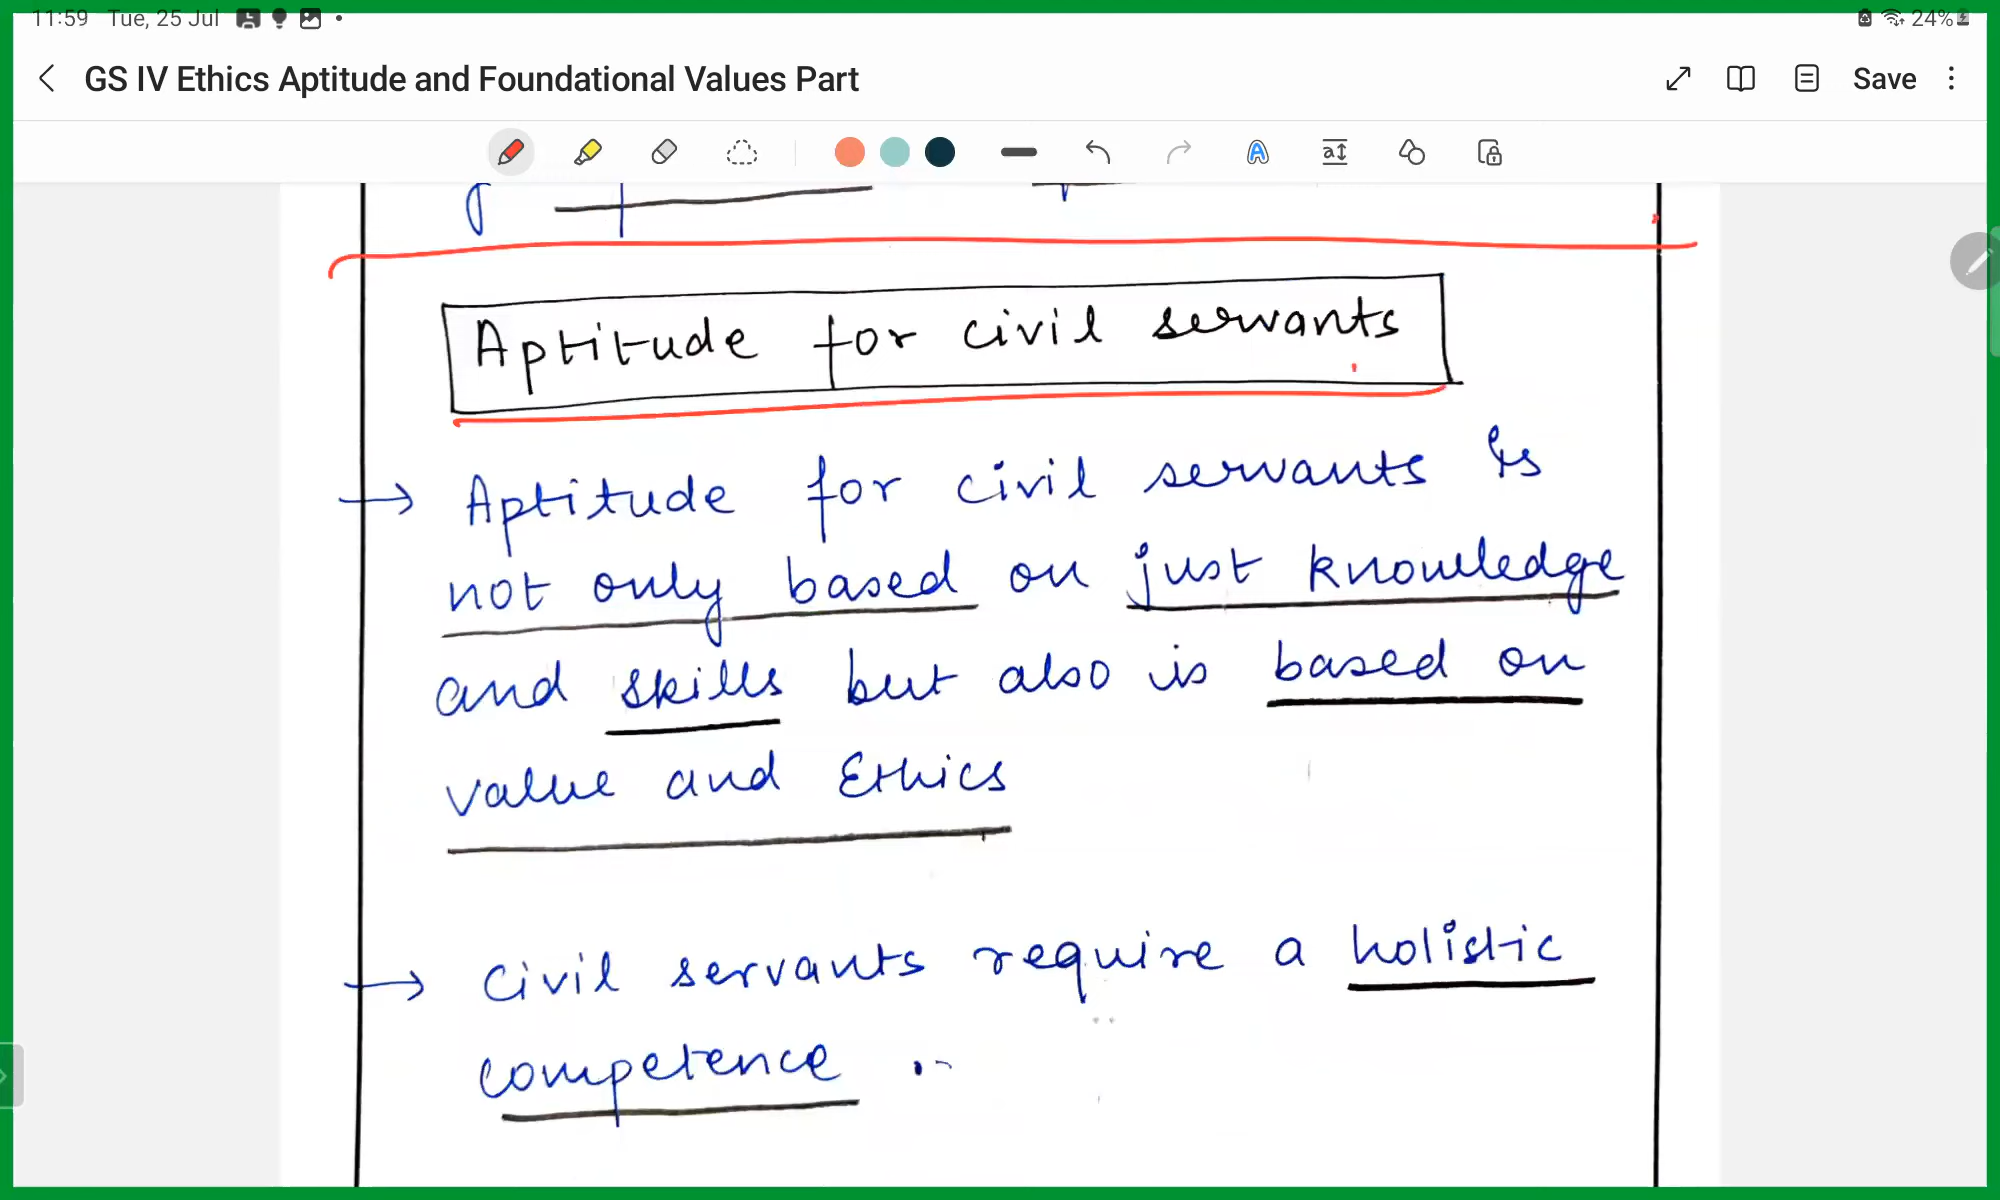 11:59 Tue, 25 Jul 24%
GS IV Ethics Aptitude and Foundational Values Part
Save
Aptitude for civil servants
→ Aptitude for civil servants is
not only based on just knowledge
and skills but also is based on
value and Ethics
→ Civil servants require a holistic
competence